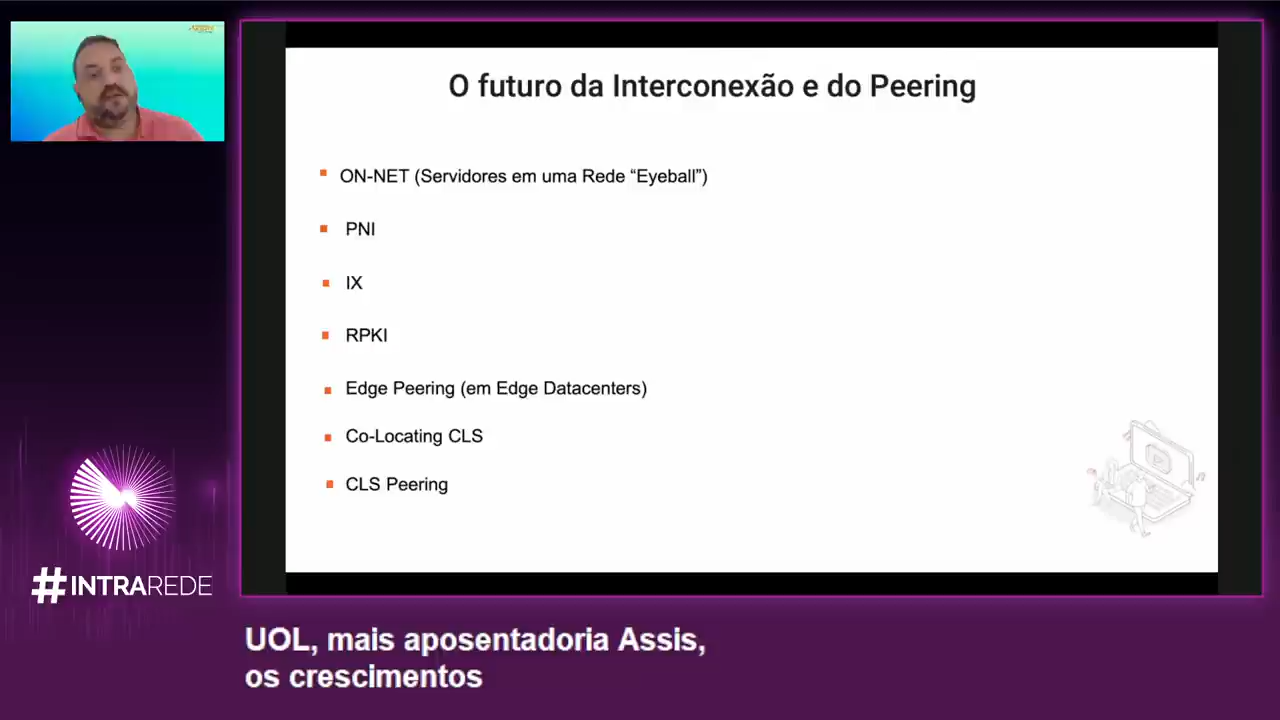 O futuro da Interconexão e do Peering
ON-NET (Servidores em uma Rede “Eyeball”)
PNI
IX
RPKI
Edge Peering (em Edge Datacenters)
Co-Locating CLS
CLS Peering
#INTRAREDE
UOL, mais aposentadoria Assis,
os crescimentos